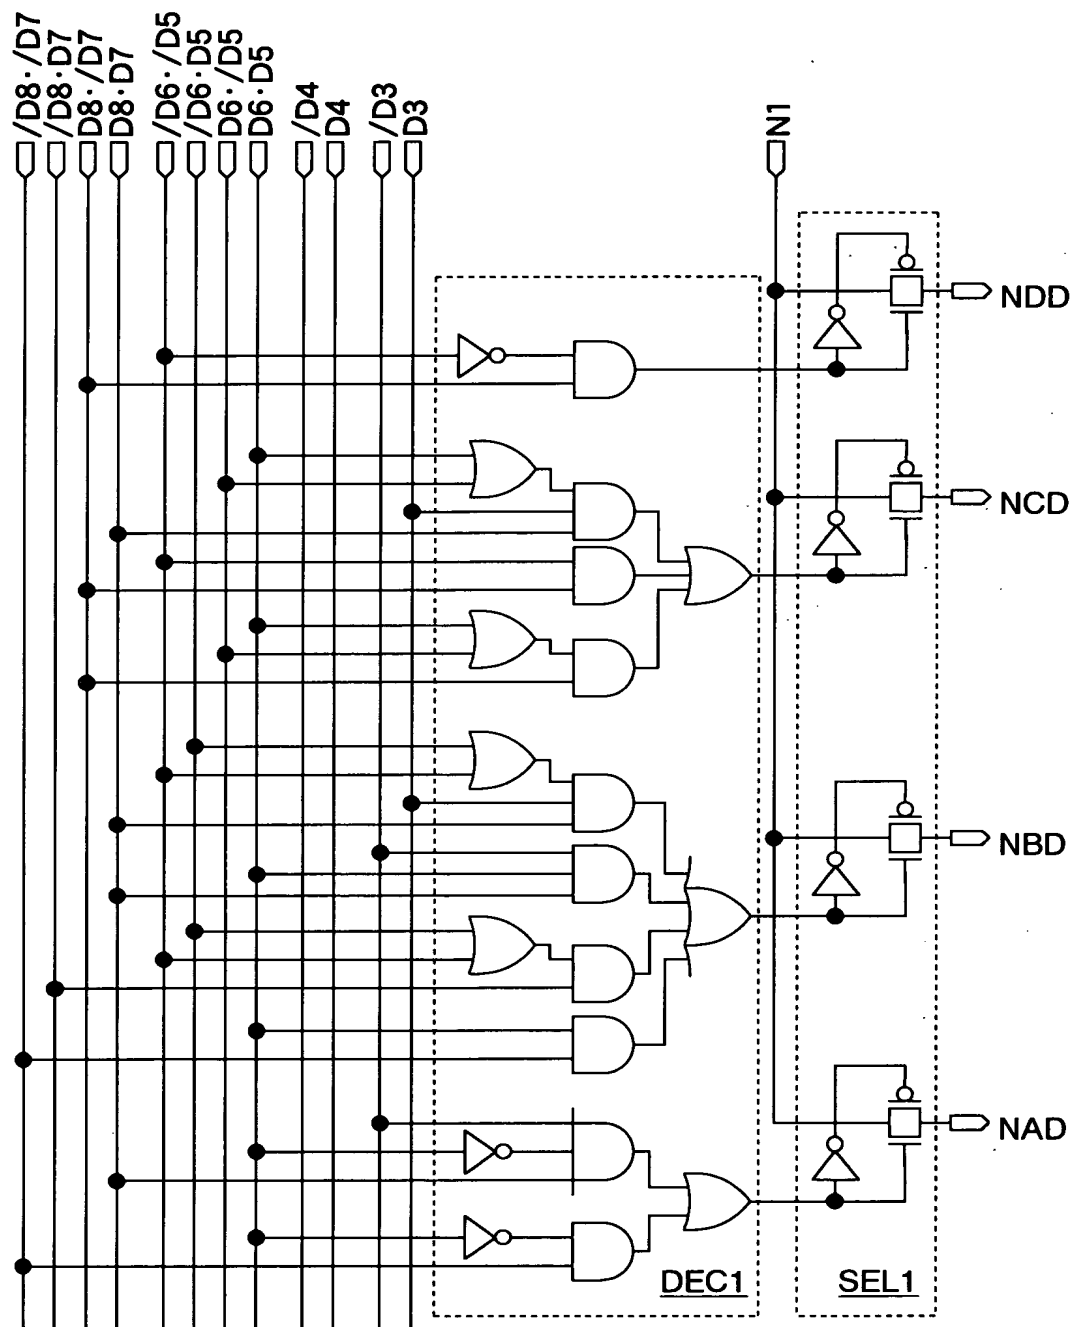 /D8·/D7
/D8·D7
D8·/D7
D8·D7
/D6·/D5
/D6·D5
D6·/D5
D6·D5
/D4
D4
/D3
D3
N1
NDD
NCD
NBD
NAD
DEC1
SEL1